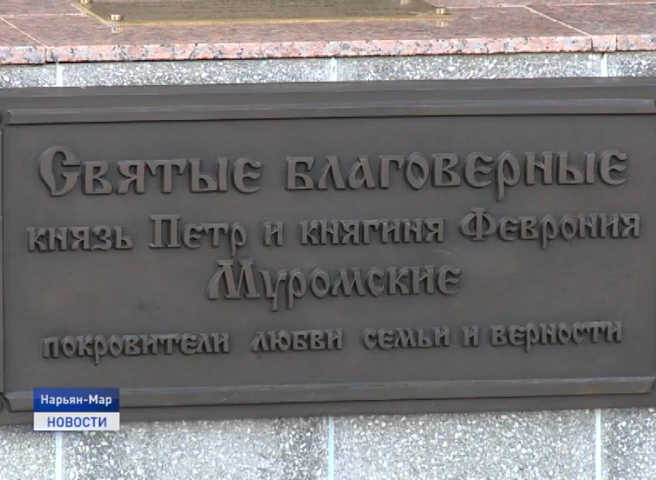 Святые благоверные
князь Петр и княгиня Феврония
Муромские
покровители любви семьи и верности
Нарьян-Мар
НОВОСТИ